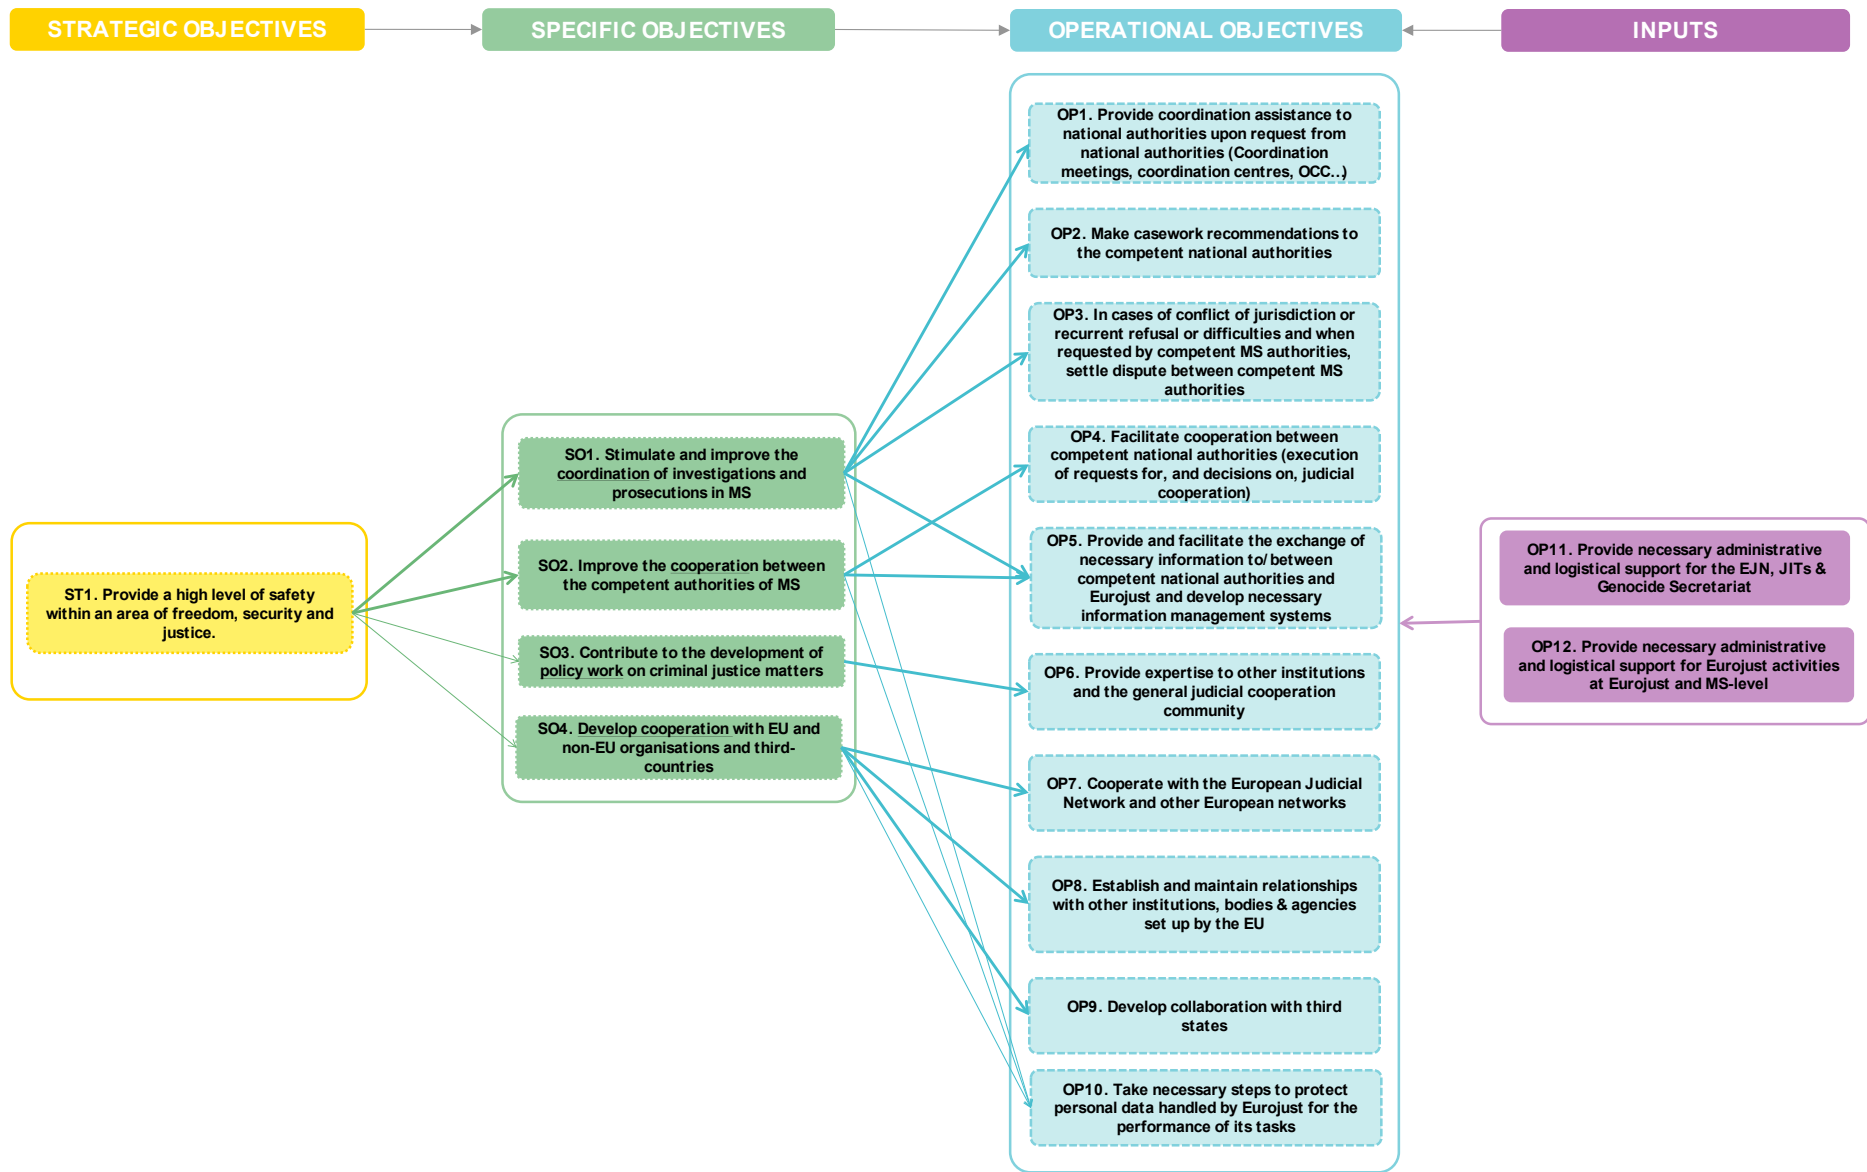 STRATEGIC OBJECTIVES
SPECIFIC OBJECTIVES
OPERATIONAL OBJECTIVES
INPUTS
ST1. Provide a high level of safety
within an area of freedom, security and
justice.
SO1. Stimulate and improve the
coordination of investigations and
prosecutions in MS
SO2. Improve the cooperation between
the competent authorities of MS
SO3. Contribute to the development of
policy work on criminal justice matters
SO4. Develop cooperation with EU and
non-EU organisations and third-
countries
OP1. Provide coordination assistance to
national authorities upon request from
national authorities (Coordination
meetings, coordination centres, OCC...)
OP2. Make casework recommendations to
the competent national authorities
OP3. In cases of conflict of jurisdiction or
recurrent refusal or difficulties and when
requested by competent MS authorities,
settle dispute between competent MS
authorities
OP4. Facilitate cooperation between
competent national authorities (execution
of requests for, and decisions on, judicial
cooperation)
OP5. Provide and facilitate the exchange of
necessary information to/ between
competent national authorities and
Eurojust and develop necessary
information management systems
OP6. Provide expertise to other institutions
and the general judicial cooperation
community
OP7. Cooperate with the European Judicial
Network and other European networks
OP8. Establish and maintain relationships
with other institutions, bodies & agencies
set up by the EU
OP9. Develop collaboration with third
states
OP10. Take necessary steps to protect
personal data handled by Eurojust for the
performance of its tasks
OP11. Provide necessary administrative
and logistical support for the EJN, JITs &
Genocide Secretariat
OP12. Provide necessary administrative
and logistical support for Eurojust activities
at Eurojust and MS-level